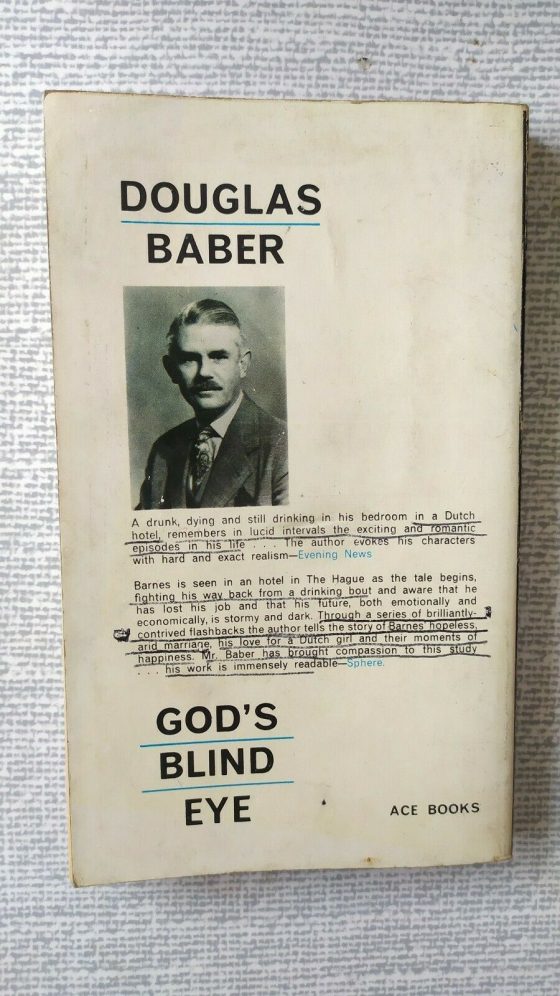 DOUGLAS
BABER
A drunk, dying and still drinking in his bedroom in a Dutch
hotel, remembers in lucid intervals the exciting and romantic
episodes in his life . . . . The author evokes his characters
with hard and exact realism—Evening News
Barnes is seen in an hotel in The Hague as the tale begins,
fighting his way back from a drinking bout and aware that he
has lost his job and that his future, both emotionally and
economically, is stormy and dark. Through a series of brilliantly-
contrived flashbacks the author tells the story of Barnes hopeless,
arid marriane, his love for a Dutch girl and their moments of
happiness. Mr. Baber has brought compassion to this study
. . . . his work is immensely readable—Sphere.
GOD'S
BLIND
EYE
ACE BOOKS